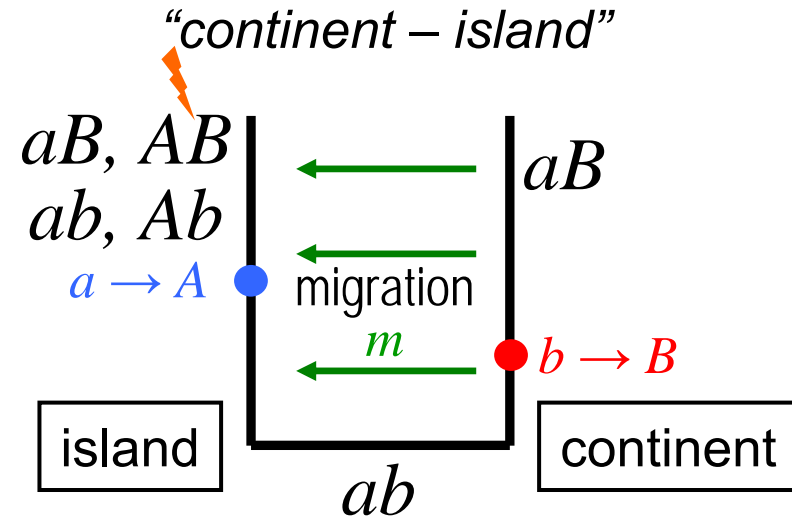 “continent – island”
aB, AB
aB
ab, Ab
a → A
migration
m
b → B
island
continent
ab